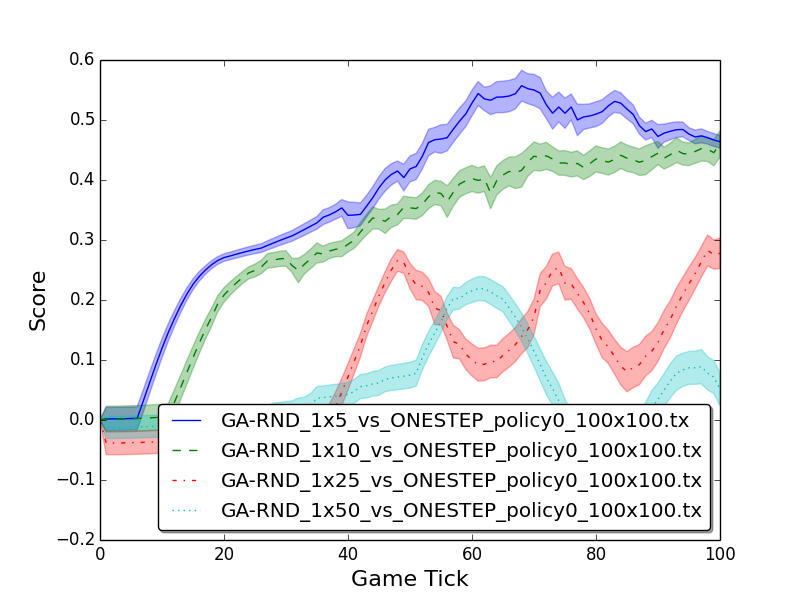 0.6
0.5
0.4
0.3
0.2
0.1
0.0
−0.1
−0.2
Score
GA-RND_1x5_vs_ONESTEP_policy0_100x100.tx
GA-RND_1x10_vs_ONESTEP_policy0_100x100.tx
GA-RND_1x25_vs_ONESTEP_policy0_100x100.tx
GA-RND_1x50_vs_ONESTEP_policy0_100x100.tx
0 20 40 60 80 100
Game Tick